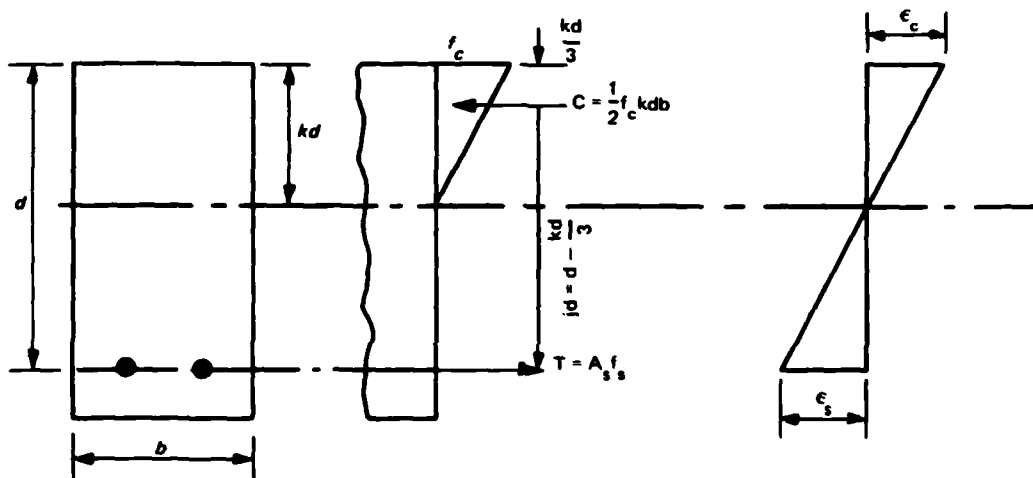 d
b
kd
f_c
kd/3
C = 1/2 f_c kdb
jd = d - kd/3
T = A_s f_s
ϵ_c
ϵ_s